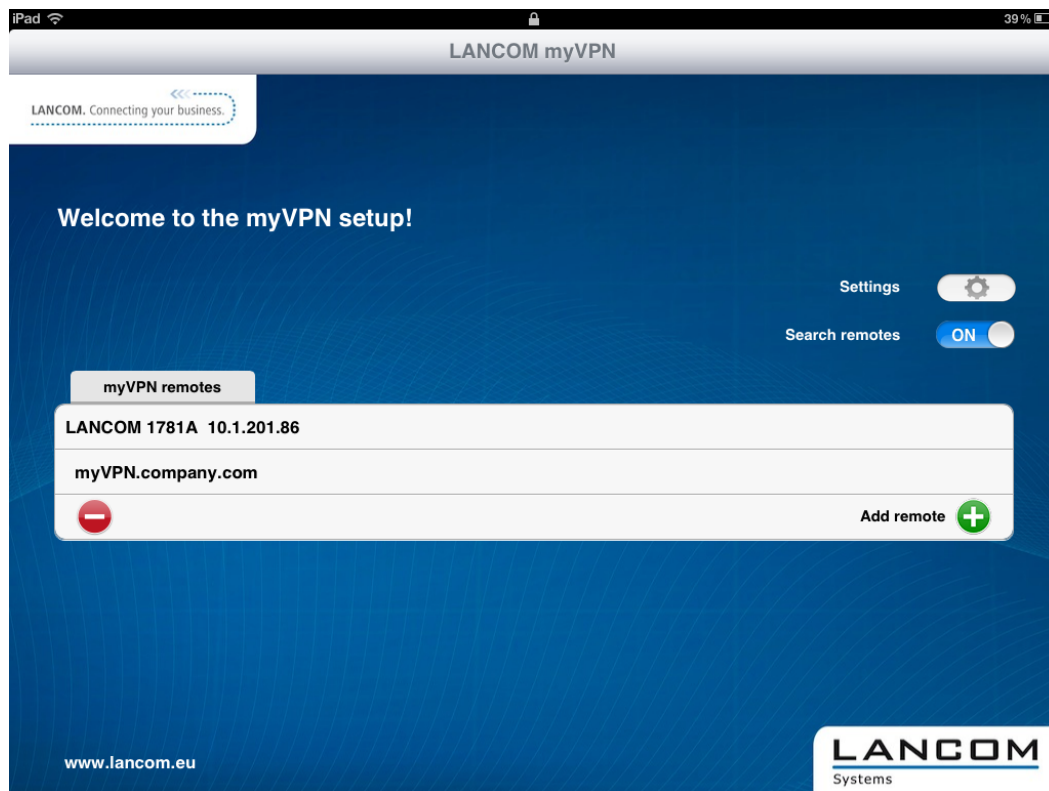 iPad 39%
LANCOM myVPN
LANCOM. Connecting your business.
Welcome to the myVPN setup!
Settings
Search remotes ON
myVPN remotes
LANCOM 1781A 10.1.201.86
myVPN.company.com
Add remote
www.lancom.eu
LANCOM
Systems